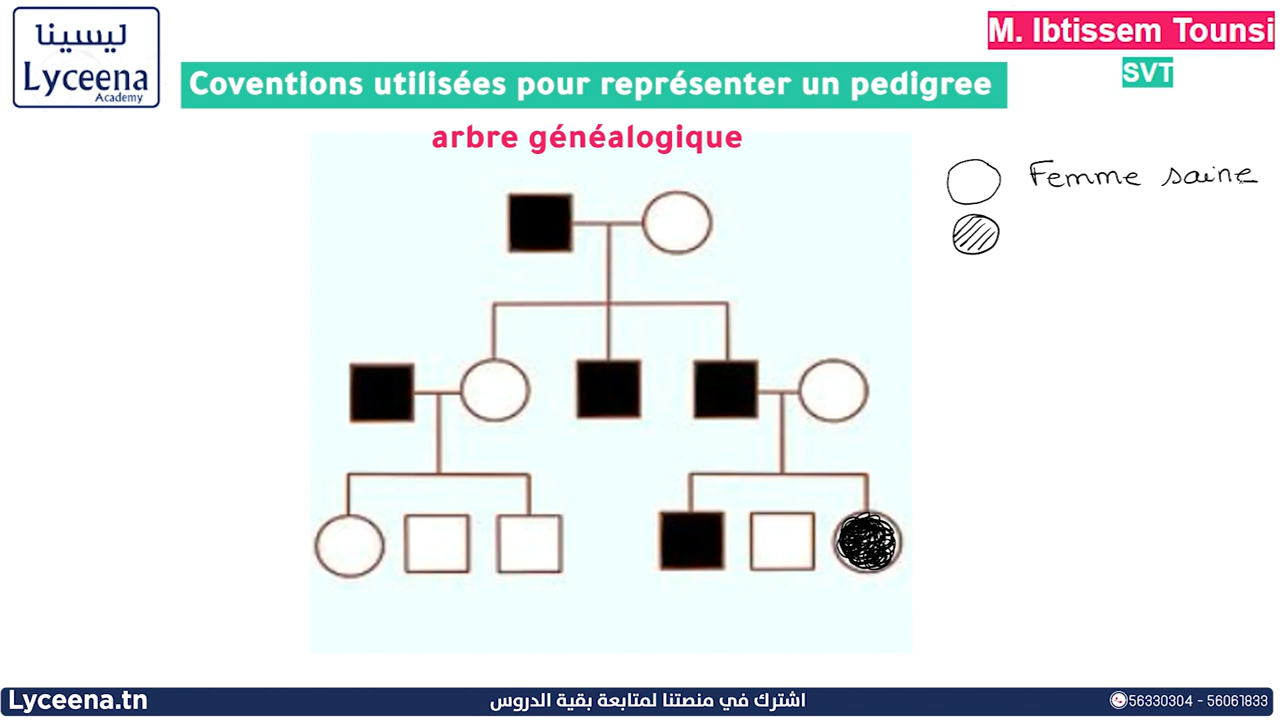 ليسينا
Lyceena
Academy
M. Ibtissem Tounsi
SVT
Coventions utilisées pour représenter un pedigree
arbre généalogique
Femme saine
Lyceena.tn
اشترك في منصتنا لمتابعة بقية الدروس
56330304 - 56061833